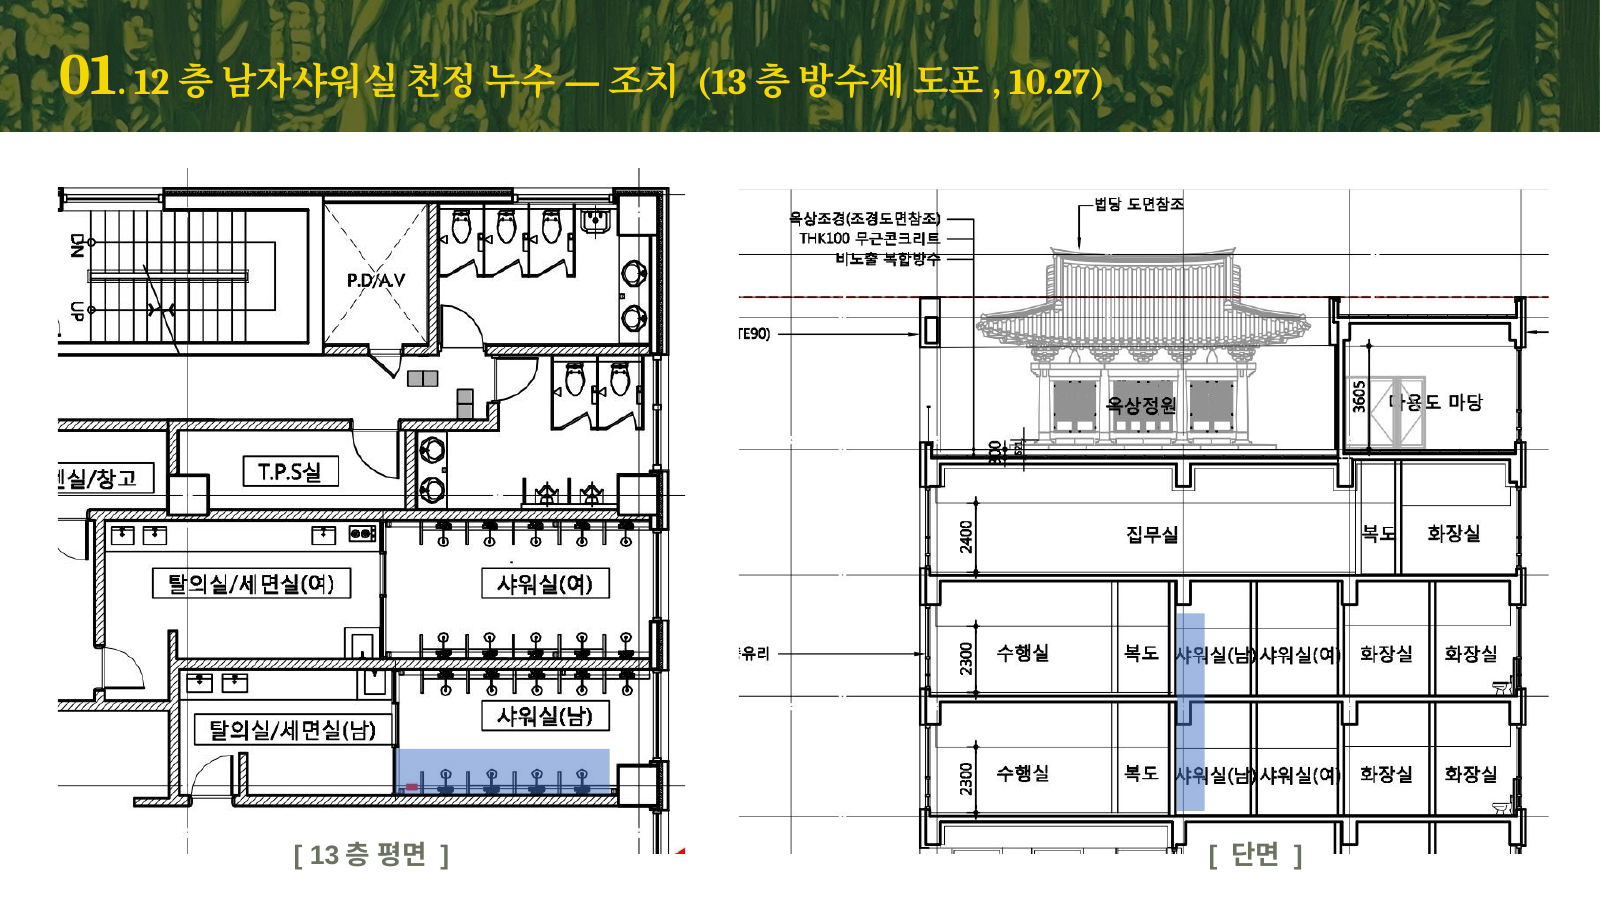 01. 12 층 남자샤워실 천정 누수 — 조치 (13 층 방수제 도포 , 10.27)
DN
UP
P.D/A.V
T.P.S실
실/창고
탈의실/세면실(여)
샤워실(여)
탈의실/세면실(남)
샤워실(남)
[ 13 층 평면 ]
법당 도면참조
옥상조경(조경도면참조)
THK100 무근콘크리트
비노출 복합방수
TE90)
옥상정원
3605
다용도 마당
300
2400
집무실
복도
화장실
유리
2300
수행실
복도
샤워실(남)
샤워실(여)
화장실
화장실
2300
수행실
복도
샤워실(남)
샤워실(여)
화장실
화장실
[ 단면 ]